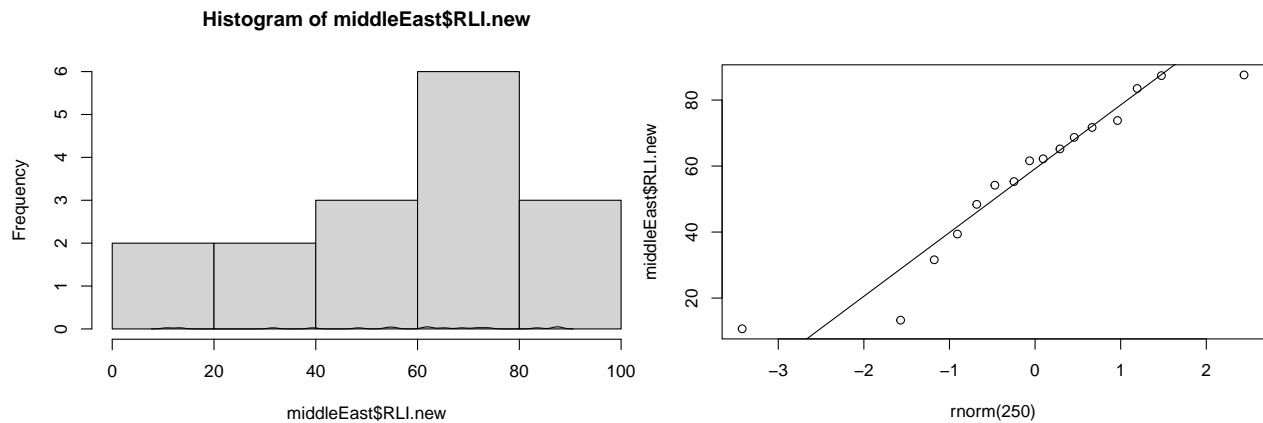 Histogram of middleEast$RLI.new
Frequency
0
1
2
3
4
5
6
0 20 40 60 80 100
middleEast$RLI.new
middleEast$RLI.new
20
40
60
80
−3 −2 −1 0 1 2
rnorm(250)